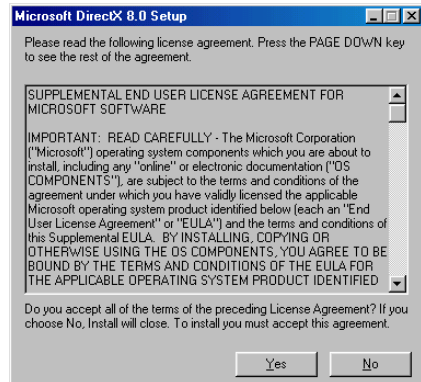 Microsoft DirectX 8.0 Setup
Please read the following license agreement. Press the PAGE DOWN key
to see the rest of the agreement.
SUPPLEMENTAL END USER LICENSE AGREEMENT FOR
MICROSOFT SOFTWARE
IMPORTANT: READ CAREFULLY - The Microsoft Corporation
("Microsoft") operating system components which you are about to
install, including any "online" or electronic documentation ("OS
COMPONENTS"), are subject to the terms and conditions of the
agreement under which you have validly licensed the applicable
Microsoft operating system product identified below (each an "End
User License Agreement" or "EULA") and the terms and conditions of
this Supplemental EULA. BY INSTALLING, COPYING OR
OTHERWISE USING THE OS COMPONENTS, YOU AGREE TO BE
BOUND BY THE TERMS AND CONDITIONS OF THE EULA FOR
THE APPLICABLE OPERATING SYSTEM PRODUCT IDENTIFIED
Do you accept all of the terms of the preceding License Agreement? If you
choose No, Install will close. To install you must accept this agreement.
Yes No